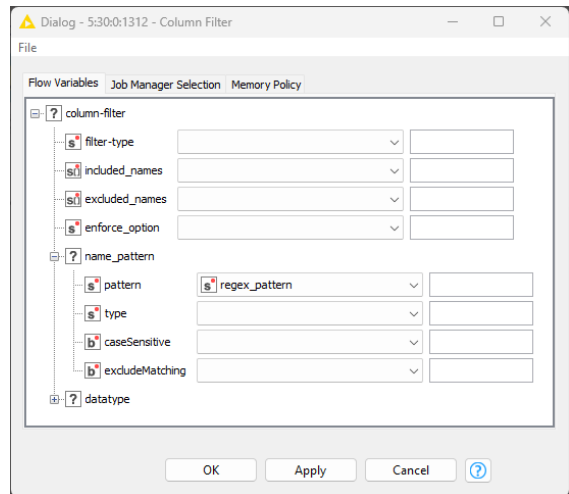 Dialog - 5:30:0:1312 - Column Filter
File
Flow Variables Job Manager Selection Memory Policy
? column-filter
s filter-type
s[] included_names
s[] excluded_names
s enforce_option
? name_pattern
s pattern s regex_pattern
s type
b caseSensitive
b excludeMatching
? datatype
OK Apply Cancel ?